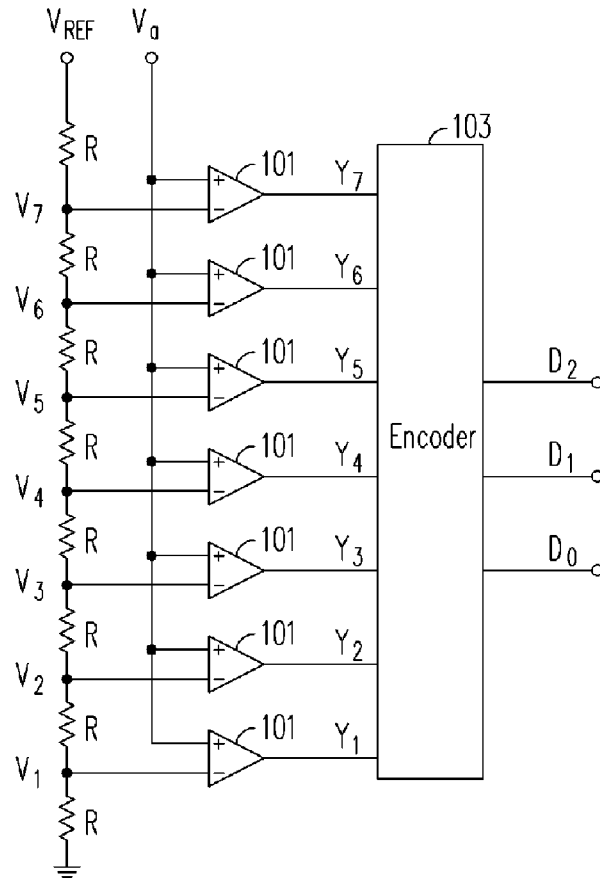 V_REF V_a
103
R
101 Y_7
V_7
R
101 Y_6
V_6
R
101 Y_5 D_2
V_5
R Encoder
101 Y_4 D_1
V_4
R
101 Y_3 D_0
V_3
R
101 Y_2
V_2
R
101 Y_1
V_1
R